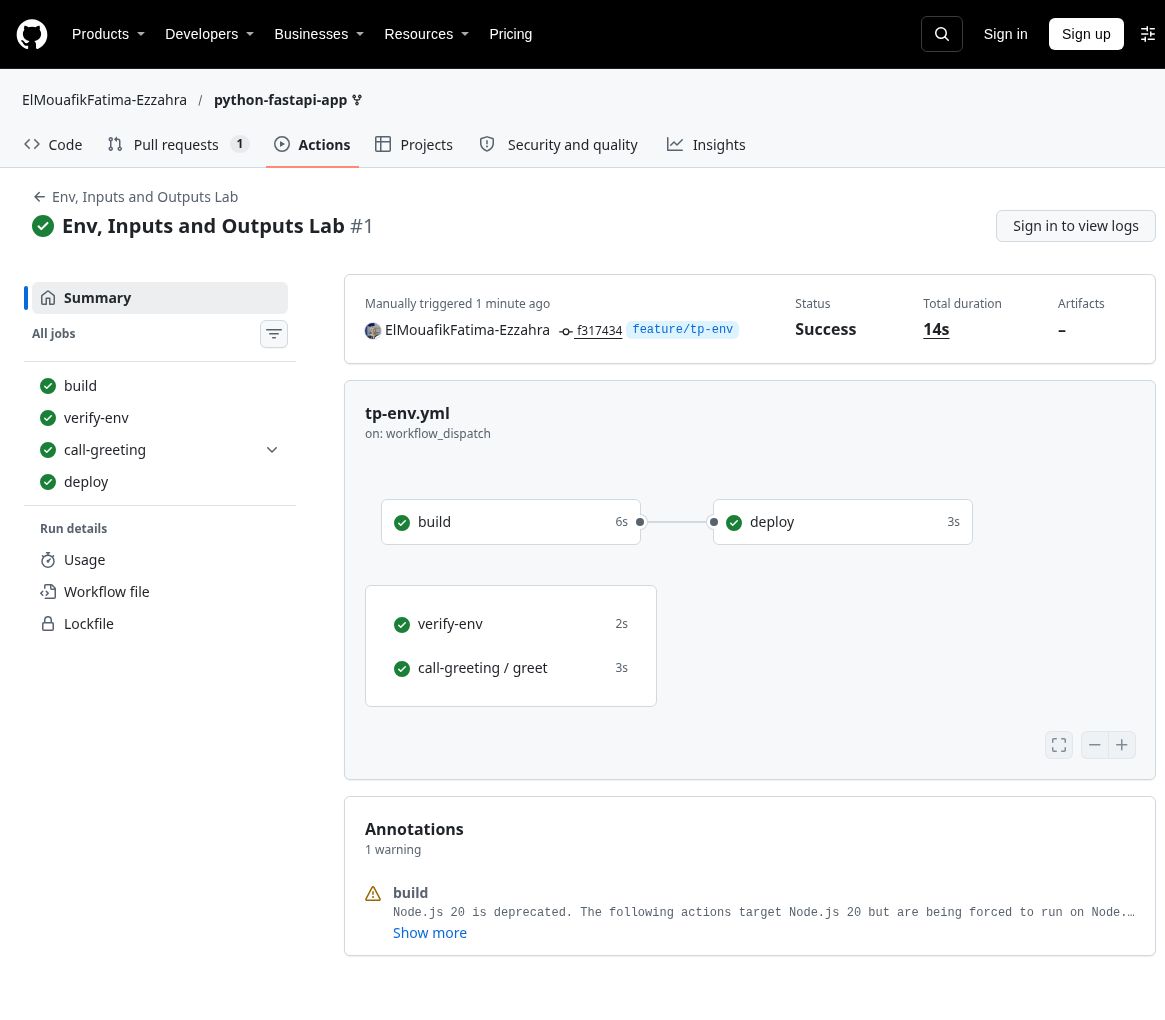 Products Developers Businesses Resources Pricing Sign in Sign up
ElMouafikFatima-Ezzahra / python-fastapi-app
Code Pull requests 1 Actions Projects Security and quality Insights
Env, Inputs and Outputs Lab
Env, Inputs and Outputs Lab #1
Sign in to view logs
Summary
All jobs
build
verify-env
call-greeting
deploy
Run details
Usage
Workflow file
Lockfile
Manually triggered 1 minute ago Status Total duration Artifacts
ElMouafikFatima-Ezzahra f317434 feature/tp-env Success 14s –
tp-env.yml
on: workflow_dispatch
build 6s deploy 3s
verify-env 2s
call-greeting / greet 3s
Annotations
1 warning
build
Node.js 20 is deprecated. The following actions target Node.js 20 but are being forced to run on Node.…
Show more